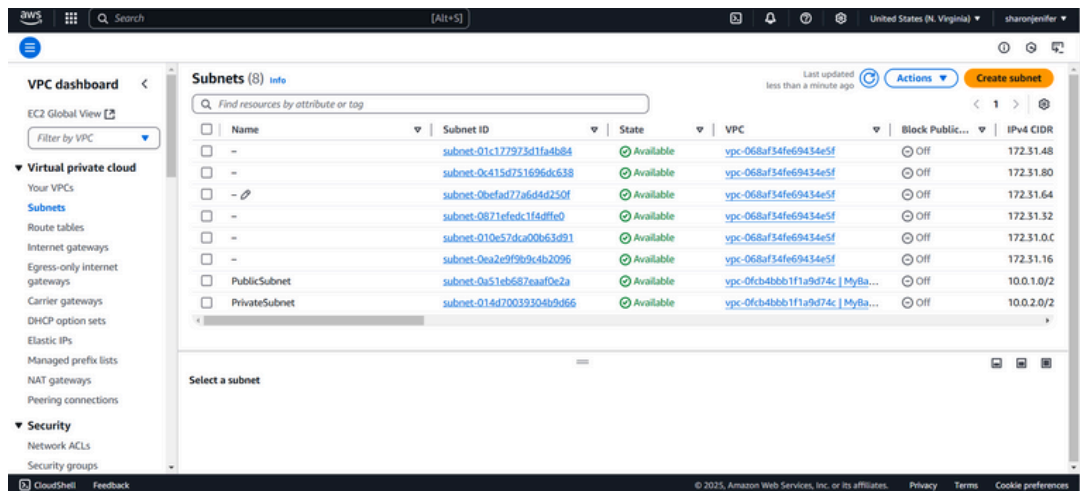 aws Search [Alt+S] United States (N. Virginia) sharonjenifer
VPC dashboard
EC2 Global View
Filter by VPC
Virtual private cloud
Your VPCs
Subnets
Route tables
Internet gateways
Egress-only internet
gateways
Carrier gateways
DHCP option sets
Elastic IPs
Managed prefix lists
NAT gateways
Peering connections
Security
Network ACLs
Security groups
Subnets (8) Info
Last updated
less than a minute ago
Actions
Create subnet
Find resources by attribute or tag
1
Name Subnet ID State VPC Block Public... IPv4 CIDR
– subnet-01c177973d1fa4b84 Available vpc-068af34fe69434e5f Off 172.31.48
– subnet-0c415d751696dc638 Available vpc-068af34fe69434e5f Off 172.31.80
– subnet-0befad77a6d4d250f Available vpc-068af34fe69434e5f Off 172.31.64
– subnet-0871efedc1f4dffe0 Available vpc-068af34fe69434e5f Off 172.31.32
– subnet-010e57dca00b63d91 Available vpc-068af34fe69434e5f Off 172.31.0.0
– subnet-0ea2e9f9b9c4b2096 Available vpc-068af34fe69434e5f Off 172.31.16
PublicSubnet subnet-0a51eb687eaaf0e2a Available vpc-0fcb4bbb1f1a9d74c | MyBa... Off 10.0.1.0/2
PrivateSubnet subnet-014d70039304b9d66 Available vpc-0fcb4bbb1f1a9d74c | MyBa... Off 10.0.2.0/2
Select a subnet
CloudShell Feedback © 2025, Amazon Web Services, Inc. or its affiliates. Privacy Terms Cookie preferences